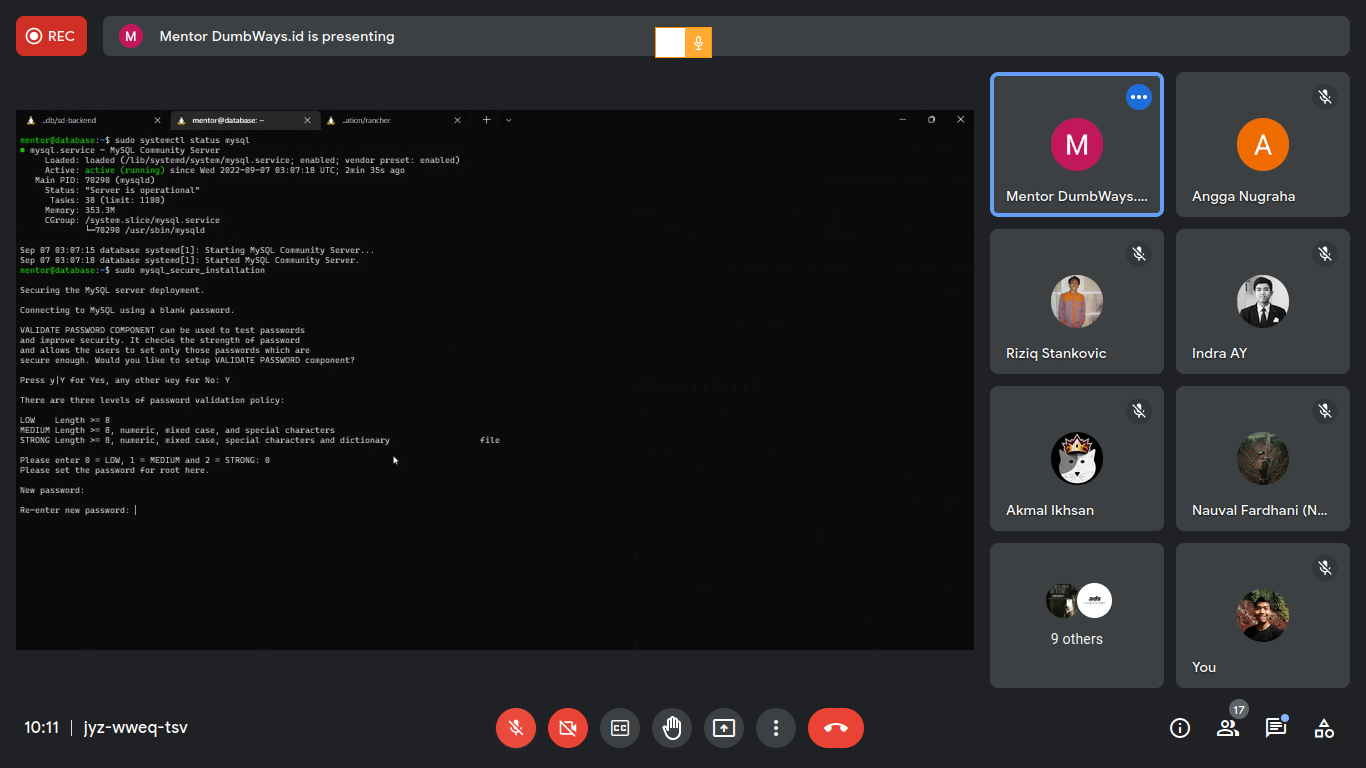 REC
M
Mentor DumbWays.id is presenting
_db/sci-backend
mentor@database: ~
_ation/rancher
mentor@database:~$ sudo systemctl status mysql
● mysql.service - MySQL Community Server
Loaded: loaded (/lib/systemd/system/mysql.service; enabled; vendor preset: enabled)
Active: active (running) since Wed 2022-09-07 03:07:18 UTC; 2min 35s ago
Main PID: 70290 (mysqld)
Status: "Server is operational"
Tasks: 38 (limit: 1100)
Memory: 353.3M
CGroup: /system.slice/mysql.service
└─70290 /usr/sbin/mysqld
Sep 07 03:07:15 database systemd[1]: Starting MySQL Community Server...
Sep 07 03:07:18 database systemd[1]: Started MySQL Community Server.
mentor@database:~$ sudo mysql_secure_installation
Securing the MySQL server deployment.
Connecting to MySQL using a blank password.
VALIDATE PASSWORD COMPONENT can be used to test passwords
and improve security. It checks the strength of password
and allows the users to set only those passwords which are
secure enough. Would you like to setup VALIDATE PASSWORD component?
Press y|Y for Yes, any other key for No: Y
There are three levels of password validation policy:
LOW    Length >= 8
MEDIUM Length >= 8, numeric, mixed case, and special characters
STRONG Length >= 8, numeric, mixed case, special characters and dictionary                  file
Please enter 0 = LOW, 1 = MEDIUM and 2 = STRONG: 0
Please set the password for root here.
New password:
Re-enter new password:
M
Mentor DumbWays....
A
Angga Nugraha
Riziq Stankovic
Indra AY
Akmal Ikhsan
Nauval Fardhani (N...
ads
9 others
You
10:11
jyz-wweq-tsv
CC
17